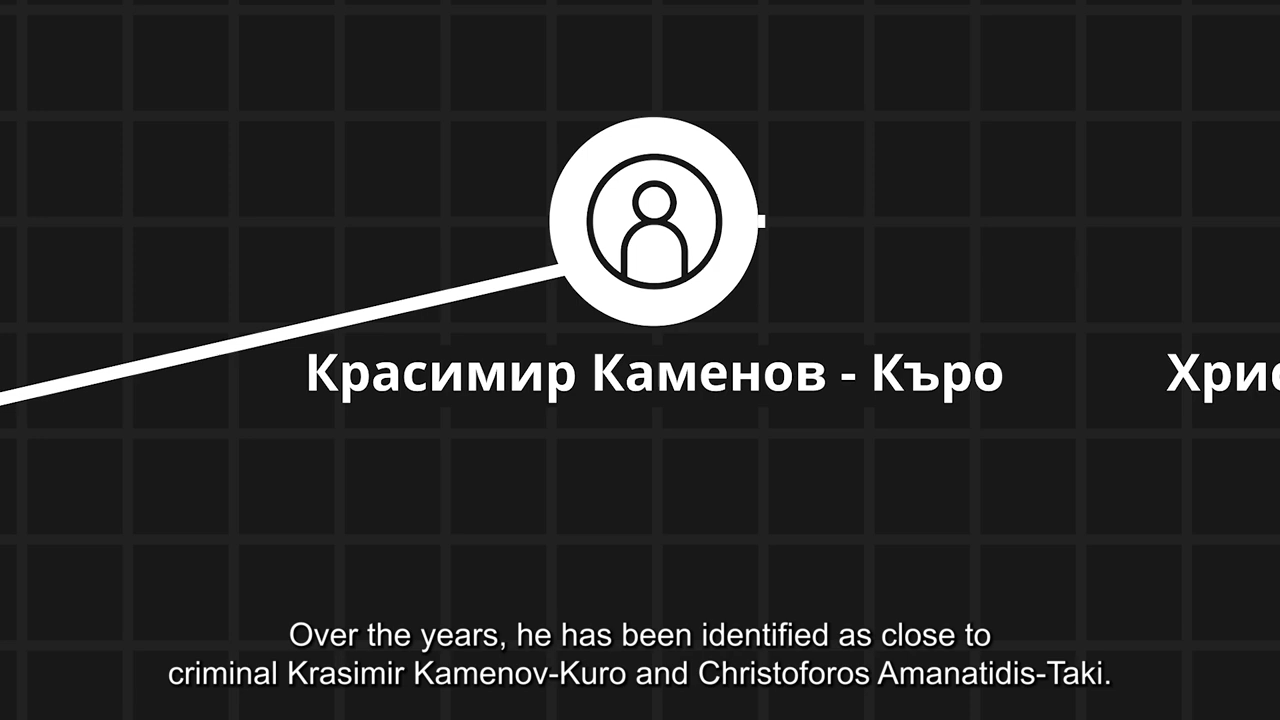 Красимир Каменов - Къро
Хрис
Over the years, he has been identified as close to
criminal Krasimir Kamenov-Kuro and Christoforos Amanatidis-Taki.